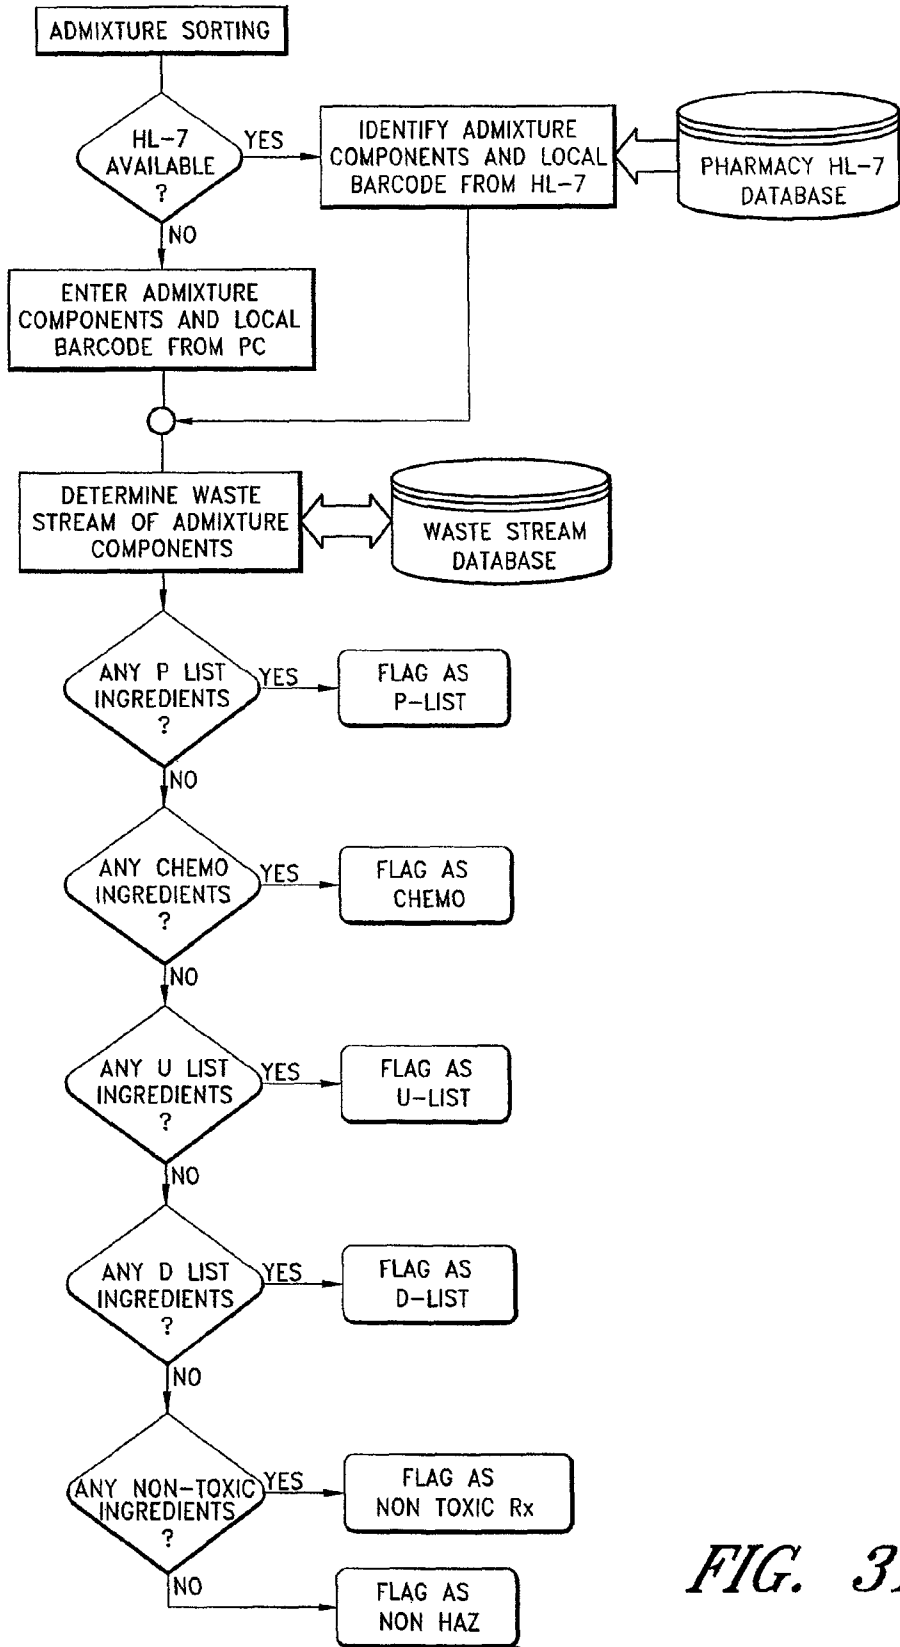 ADMIXTURE SORTING
HL-7
AVAILABLE
?
YES
IDENTIFY ADMIXTURE
COMPONENTS AND LOCAL
BARCODE FROM HL-7
PHARMACY HL-7
DATABASE
NO
ENTER ADMIXTURE
COMPONENTS AND LOCAL
BARCODE FROM PC
DETERMINE WASTE
STREAM OF ADMIXTURE
COMPONENTS
WASTE STREAM
DATABASE
ANY P LIST
INGREDIENTS
?
YES
FLAG AS
P-LIST
NO
ANY CHEMO
INGREDIENTS
?
YES
FLAG AS
CHEMO
NO
ANY U LIST
INGREDIENTS
?
YES
FLAG AS
U-LIST
NO
ANY D LIST
INGREDIENTS
?
YES
FLAG AS
D-LIST
NO
ANY NON-TOXIC
INGREDIENTS
?
YES
FLAG AS
NON TOXIC Rx
NO
FLAG AS
NON HAZ
FIG.